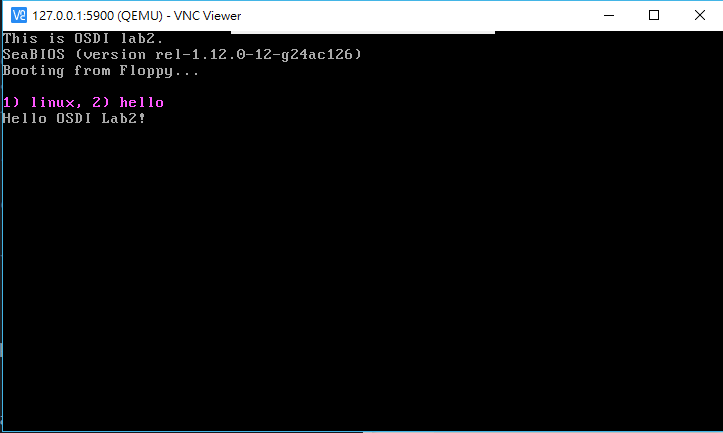 127.0.0.1:5900 (QEMU) - VNC Viewer
This is OSDI lab2.
SeaBIOS (version rel-1.12.0-12-g24ac126)
Booting from Floppy...
1) linux, 2) hello
Hello OSDI Lab2!